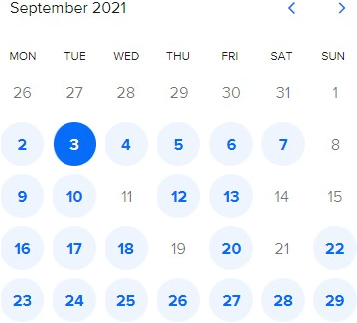 September 2021
MON TUE WED THU FRI SAT SUN
26 27 28 29 30 31 1
2 3 4 5 6 7 8
9 10 11 12 13 14 15
16 17 18 19 20 21 22
23 24 25 26 27 28 29